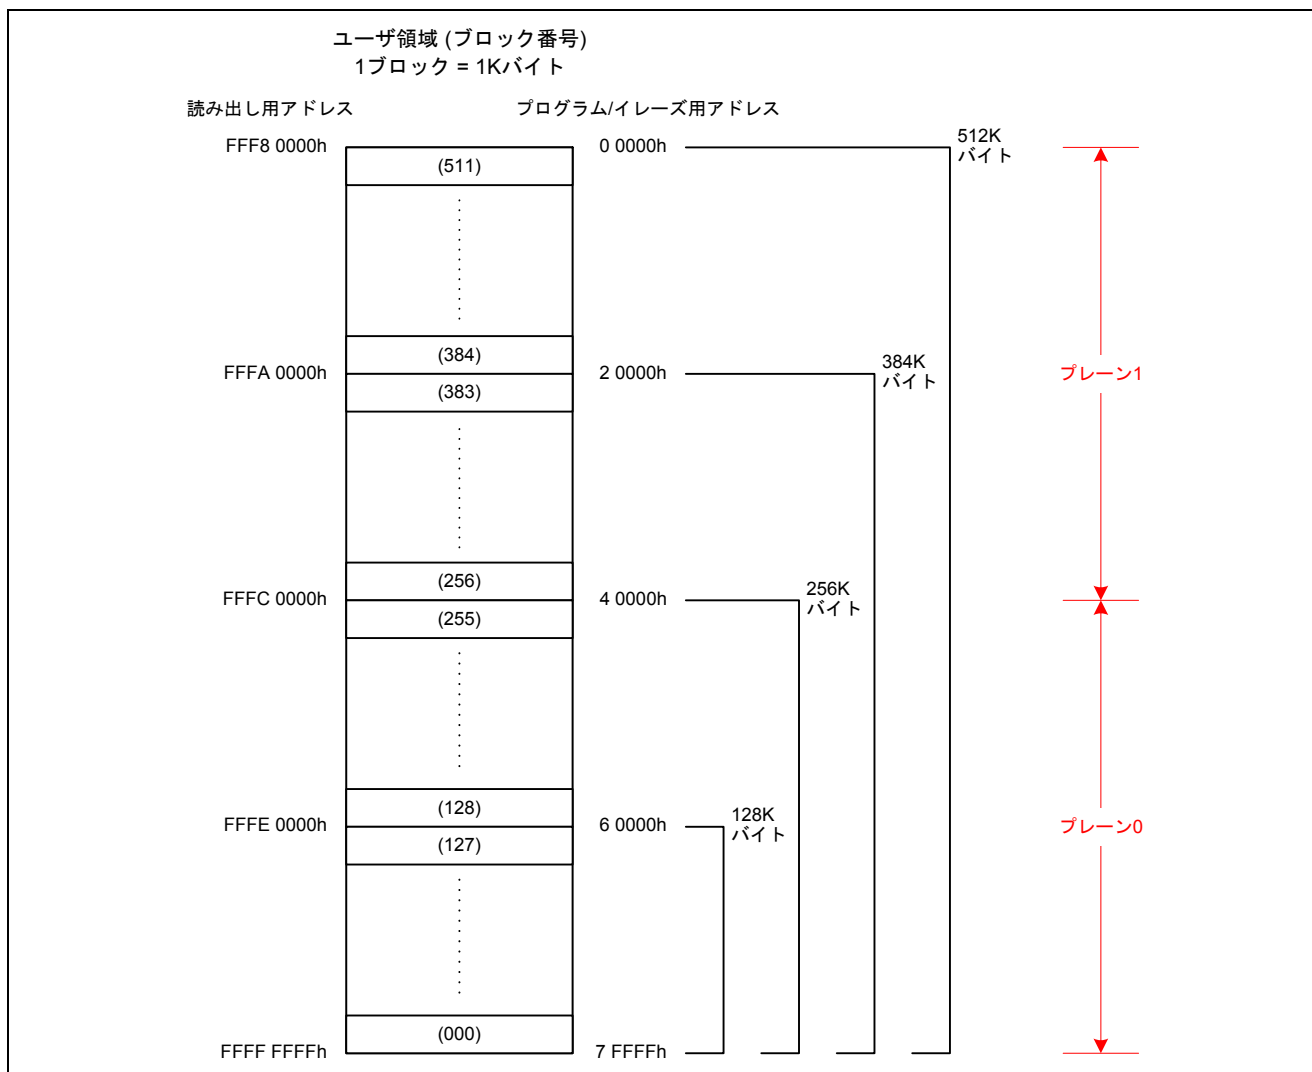 ユーザ領域 (ブロック番号)
1ブロック = 1Kバイト
読み出し用アドレス
プログラム/イレーズ用アドレス
FFF8 0000h
(511)
0 0000h
512K
バイト
(384)
FFFA 0000h
2 0000h
384K
バイト
プレーン1
(383)
(256)
FFFC 0000h
4 0000h
256K
バイト
(255)
(128)
FFFE 0000h
6 0000h
128K
バイト
プレーン0
(127)
(000)
FFFF FFFFh
7 FFFFh